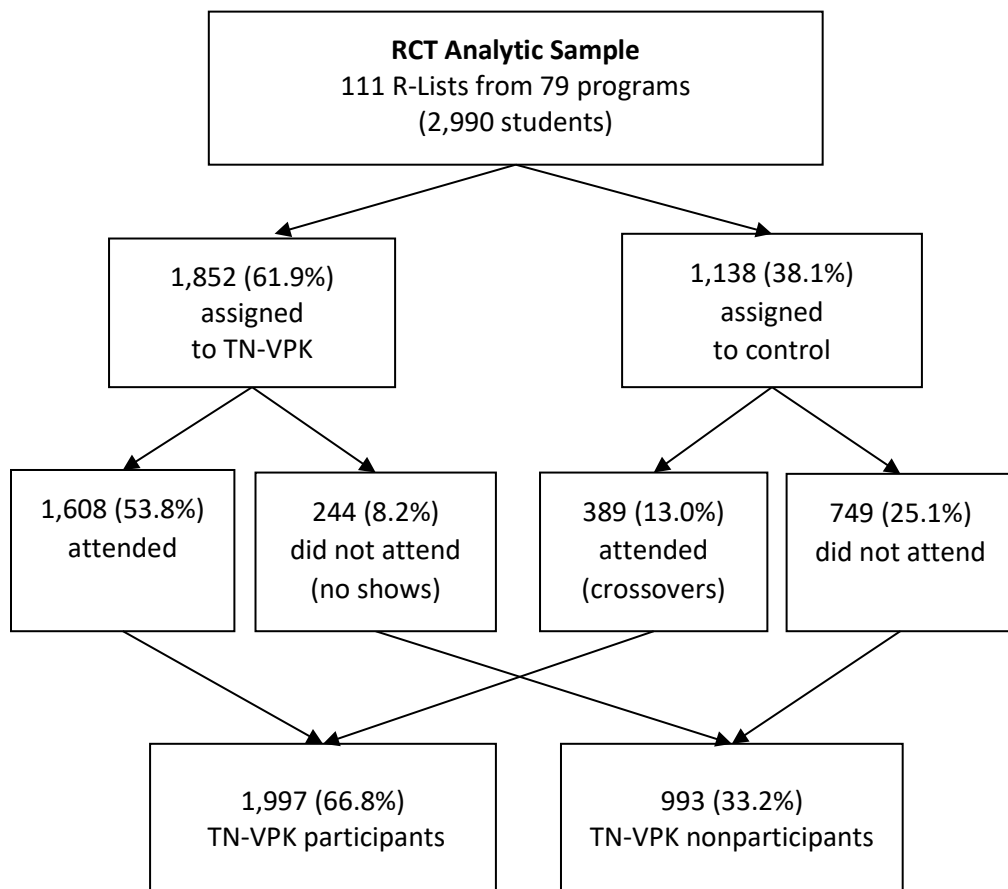 RCT Analytic Sample
111 R-Lists from 79 programs
(2,990 students)
1,852 (61.9%)
assigned
to TN-VPK
1,138 (38.1%)
assigned
to control
1,608 (53.8%)
attended
244 (8.2%)
did not attend
(no shows)
389 (13.0%)
attended
(crossovers)
749 (25.1%)
did not attend
1,997 (66.8%)
TN-VPK participants
993 (33.2%)
TN-VPK nonparticipants